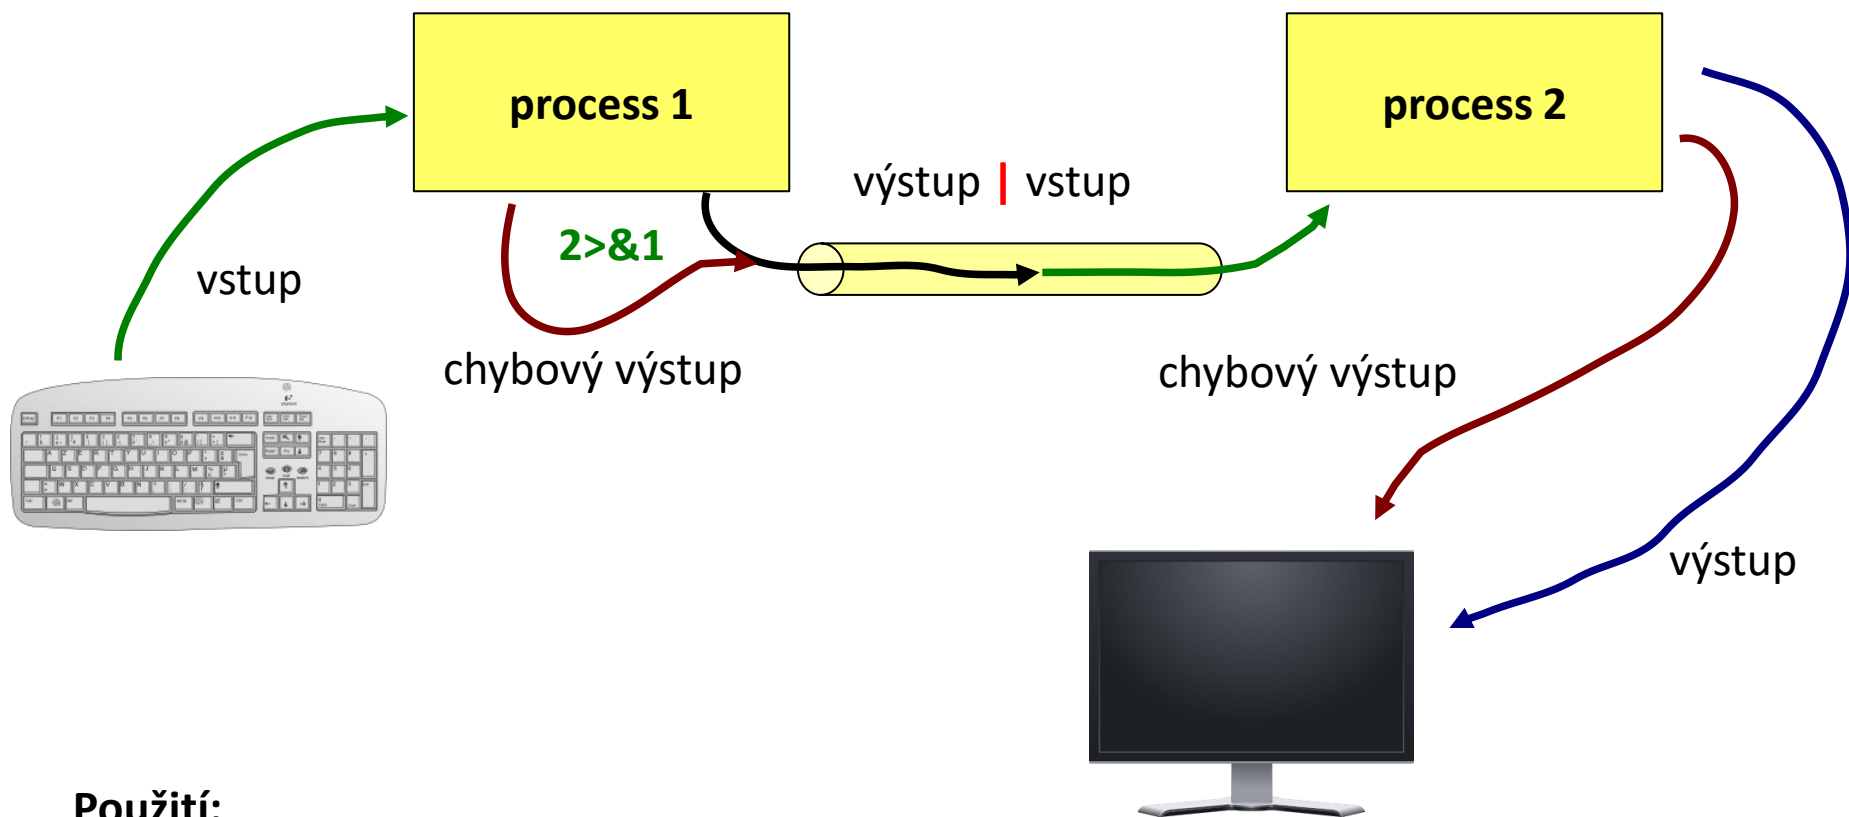 process 1
process 2
výstup | vstup
2>&1
vstup
chybový výstup
chybový výstup
výstup
Použití: